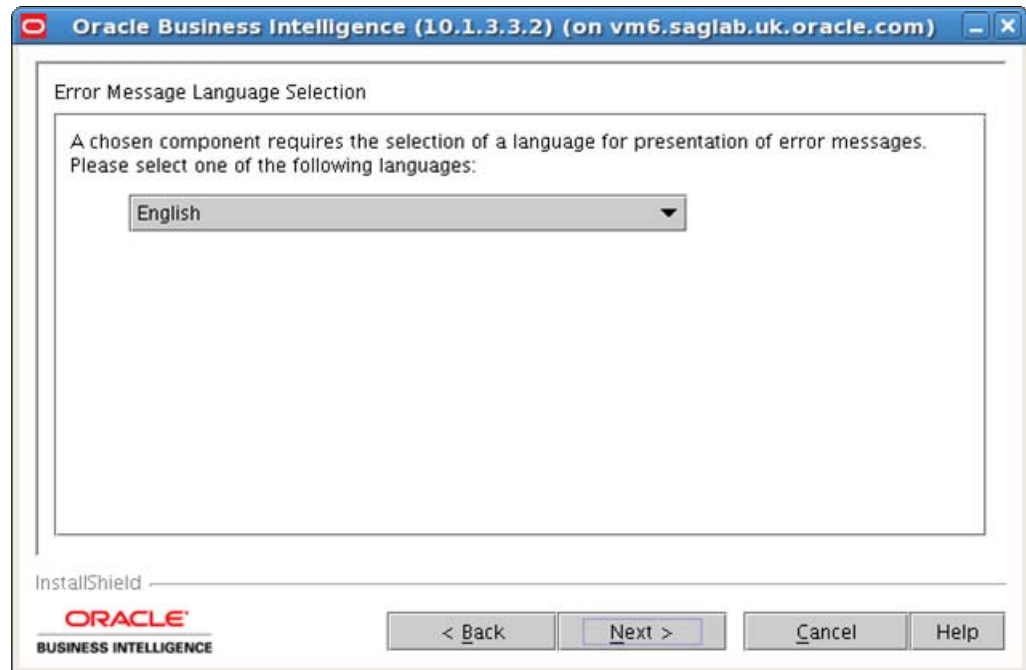 Oracle Business Intelligence (10.1.3.3.2) (on vm6.saglab.uk.oracle.com)
Error Message Language Selection
A chosen component requires the selection of a language for presentation of error messages.
Please select one of the following languages:
English
InstallShield
ORACLE'
BUSINESS INTELLIGENCE
< Back
Next >
Cancel
Help